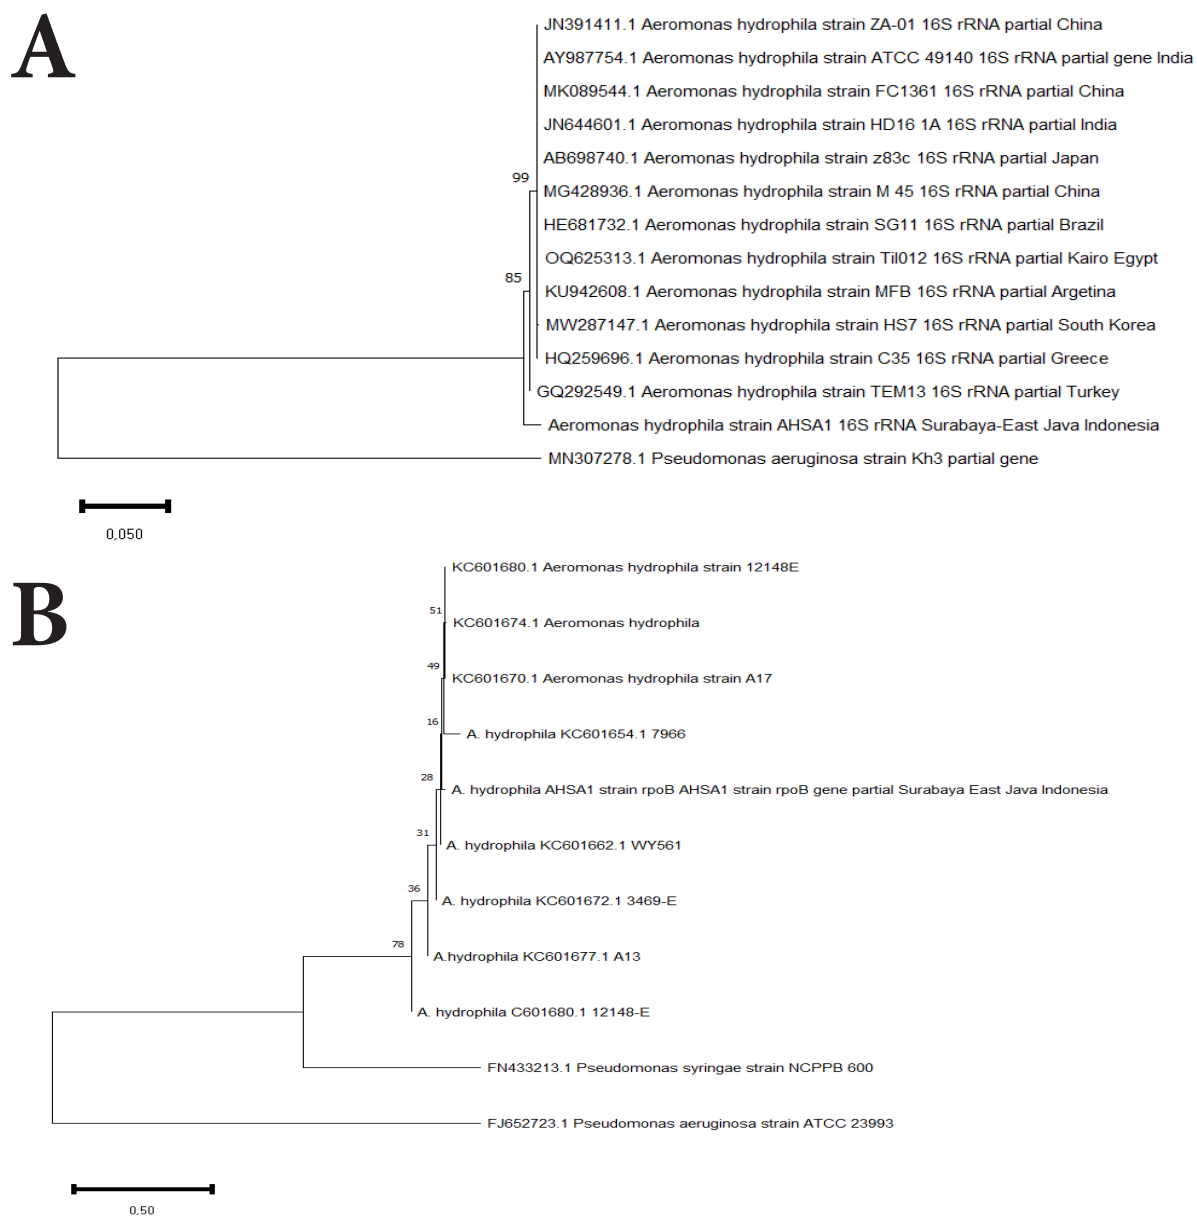 A
JN391411.1 Aeromonas hydrophila strain ZA-01 16S rRNA partial China
AY987754.1 Aeromonas hydrophila strain ATCC 49140 16S rRNA partial gene India
MK089544.1 Aeromonas hydrophila strain FC1361 16S rRNA partial China
JN644601.1 Aeromonas hydrophila strain HD16 1A 16S rRNA partial India
AB698740.1 Aeromonas hydrophila strain z83c 16S rRNA partial Japan
99
MG428936.1 Aeromonas hydrophila strain M 45 16S rRNA partial China
HE681732.1 Aeromonas hydrophila strain SG11 16S rRNA partial Brazil
OQ625313.1 Aeromonas hydrophila strain Til012 16S rRNA partial Kairo Egypt
85
KU942608.1 Aeromonas hydrophila strain MFB 16S rRNA partial Argetina
MW287147.1 Aeromonas hydrophila strain HS7 16S rRNA partial South Korea
HQ259696.1 Aeromonas hydrophila strain C35 16S rRNA partial Greece
GQ292549.1 Aeromonas hydrophila strain TEM13 16S rRNA partial Turkey
Aeromonas hydrophila strain AHSA1 16S rRNA Surabaya-East Java Indonesia
MN307278.1 Pseudomonas aeruginosa strain Kh3 partial gene
0,050
B
KC601680.1 Aeromonas hydrophila strain 12148E
51
KC601674.1 Aeromonas hydrophila
49
KC601670.1 Aeromonas hydrophila strain A17
16
A. hydrophila KC601654.1 7966
28
A. hydrophila AHSA1 strain rpoB AHSA1 strain rpoB gene partial Surabaya East Java Indonesia
31
A. hydrophila KC601662.1 WY561
36
A. hydrophila KC601672.1 3469-E
78
A.hydrophila KC601677.1 A13
A. hydrophila C601680.1 12148-E
FN433213.1 Pseudomonas syringae strain NCPPB 600
FJ652723.1 Pseudomonas aeruginosa strain ATCC 23993
0,50